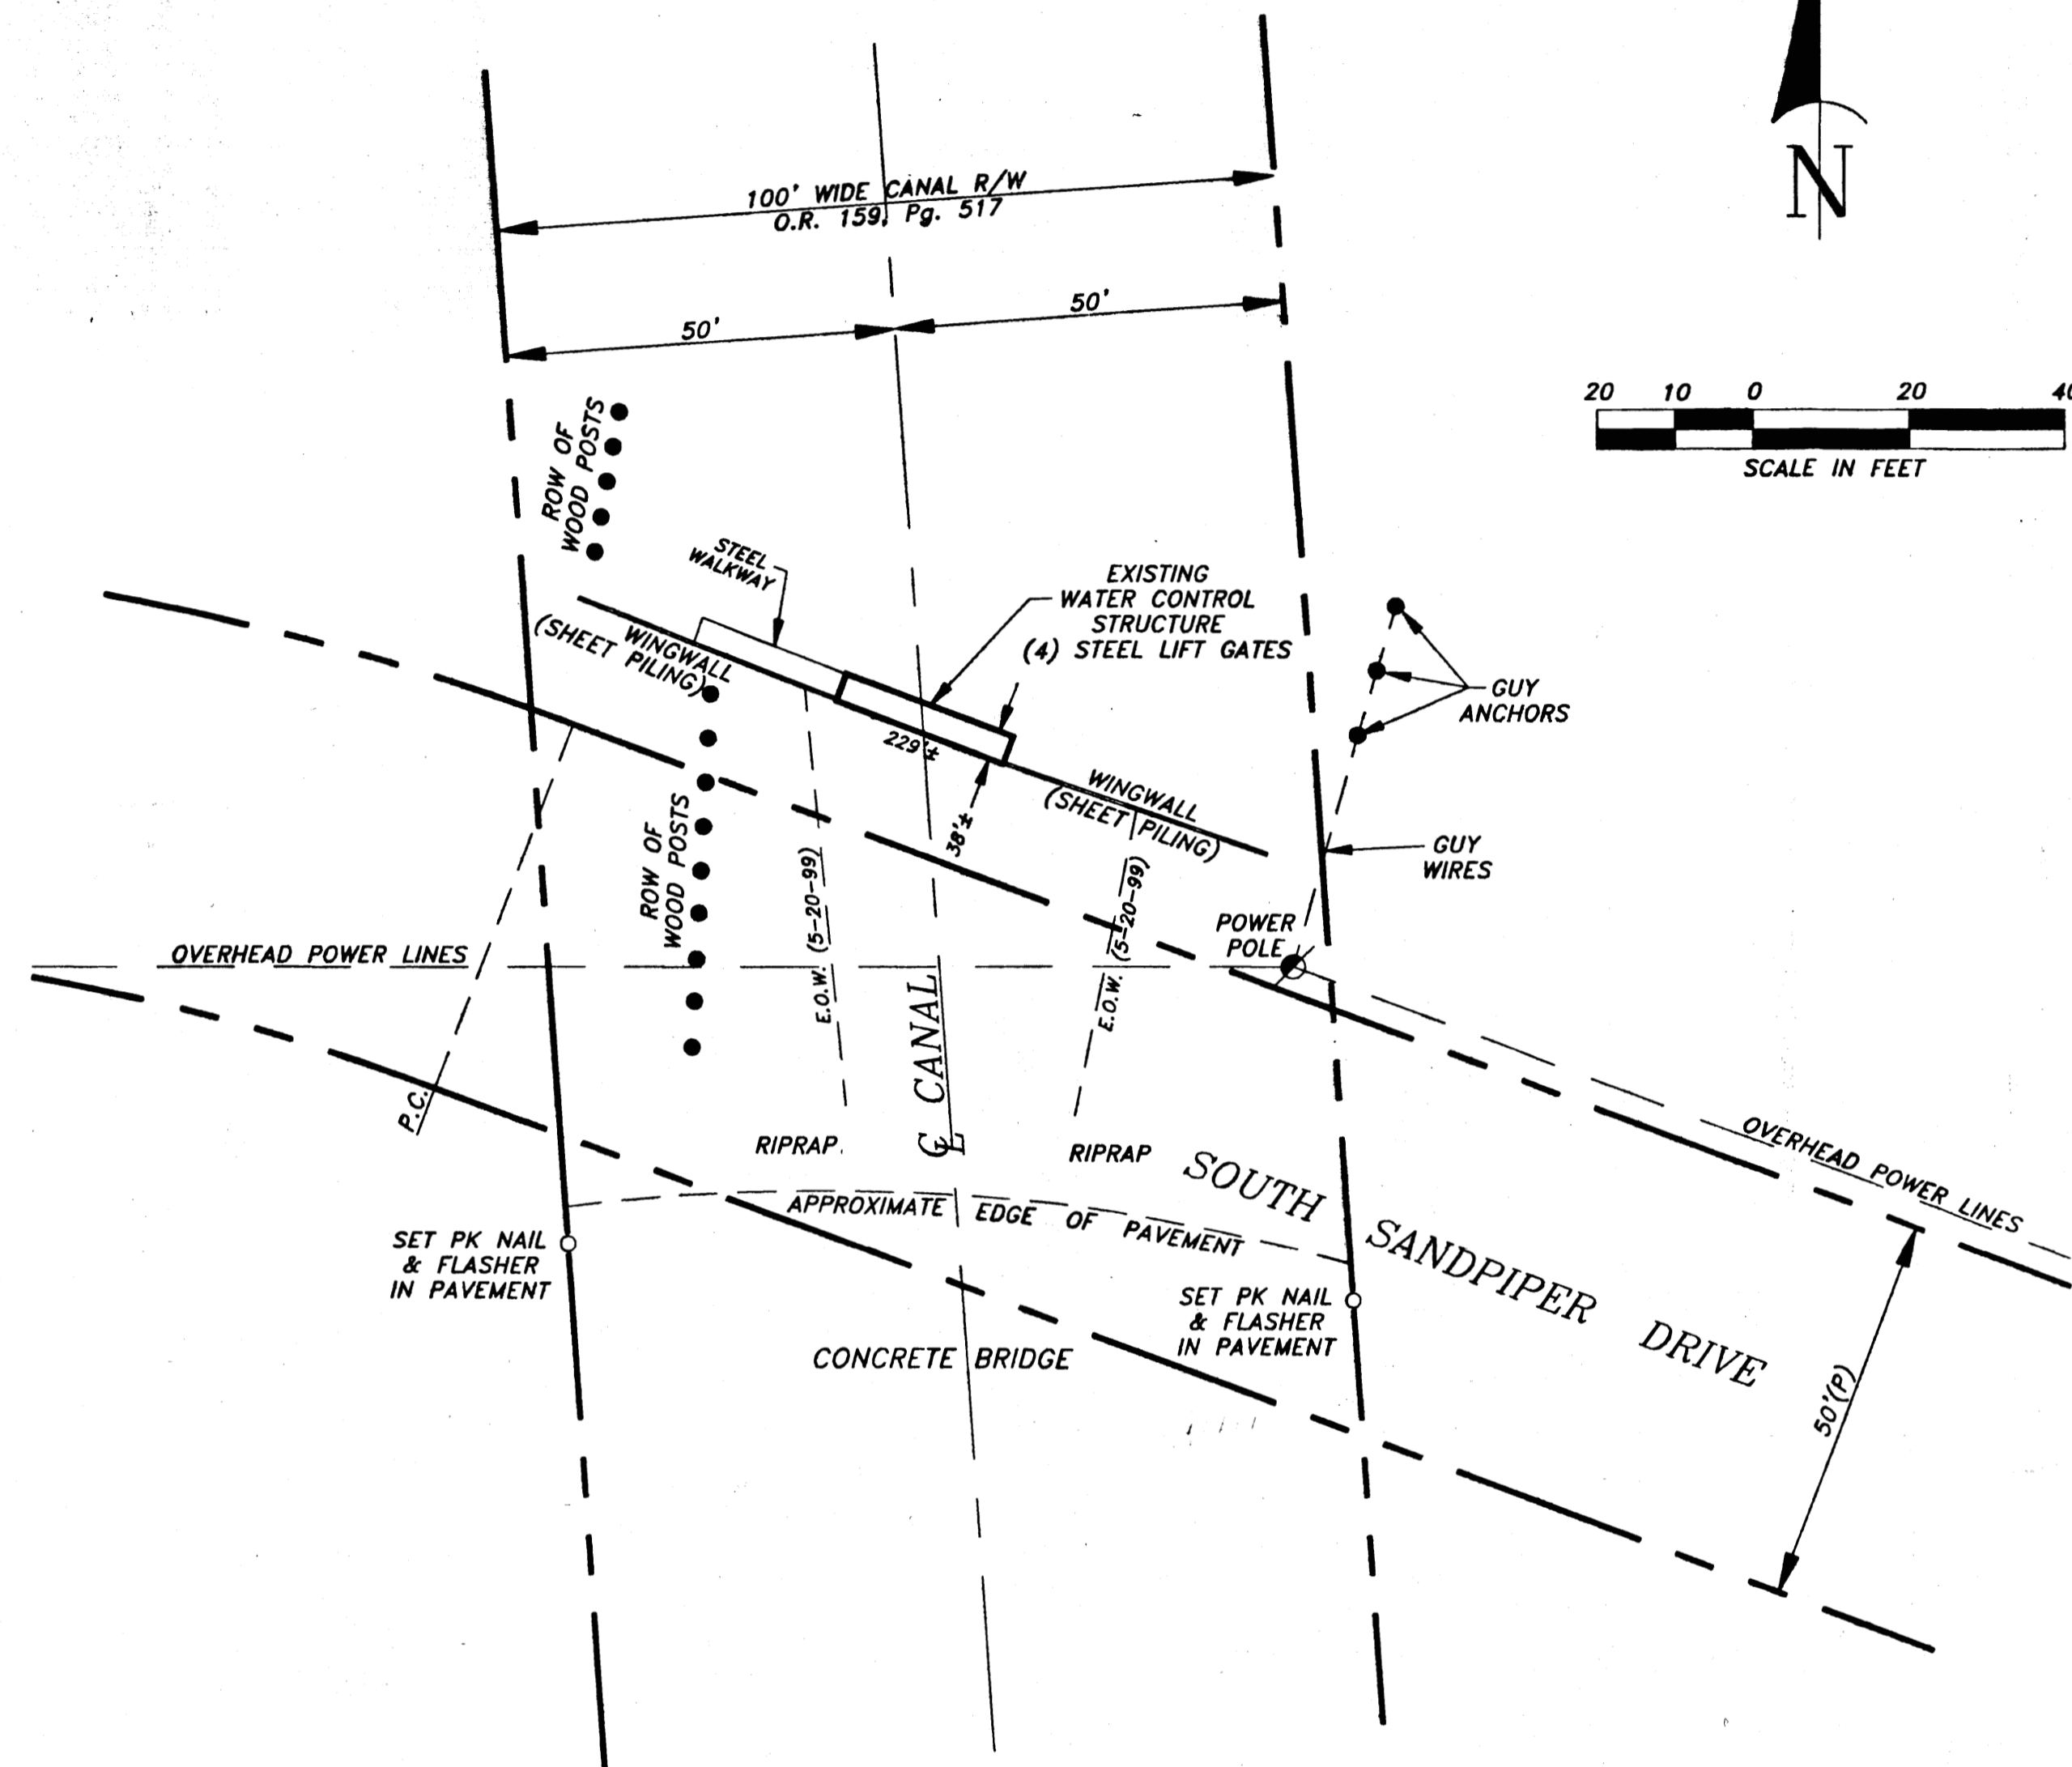 N
100' WIDE CANAL R/W
O.R. 159, Pg. 517
50'
50'
20 10 0 20
SCALE IN FEET
ROW OF
WOOD POSTS
STEEL
WALKWAY
EXISTING
WATER CONTROL
STRUCTURE
(4) STEEL LIFT GATES
WINGWALL
(SHEET PILING)
GUY
ANCHORS
229'±
38'±
WINGWALL
(SHEET PILING)
GUY
WIRES
ROW OF
WOOD POSTS
E.O.W. (5-20-99)
E.O.W. (5-20-99)
POWER
POLE
OVERHEAD POWER LINES
℄ CANAL
P.C.
OVERHEAD POWER LINES
RIPRAP
RIPRAP
SOUTH SANDPIPER DRIVE
APPROXIMATE EDGE OF PAVEMENT
SET PK NAIL
& FLASHER
IN PAVEMENT
SET PK NAIL
& FLASHER
IN PAVEMENT
CONCRETE BRIDGE
50'(P)